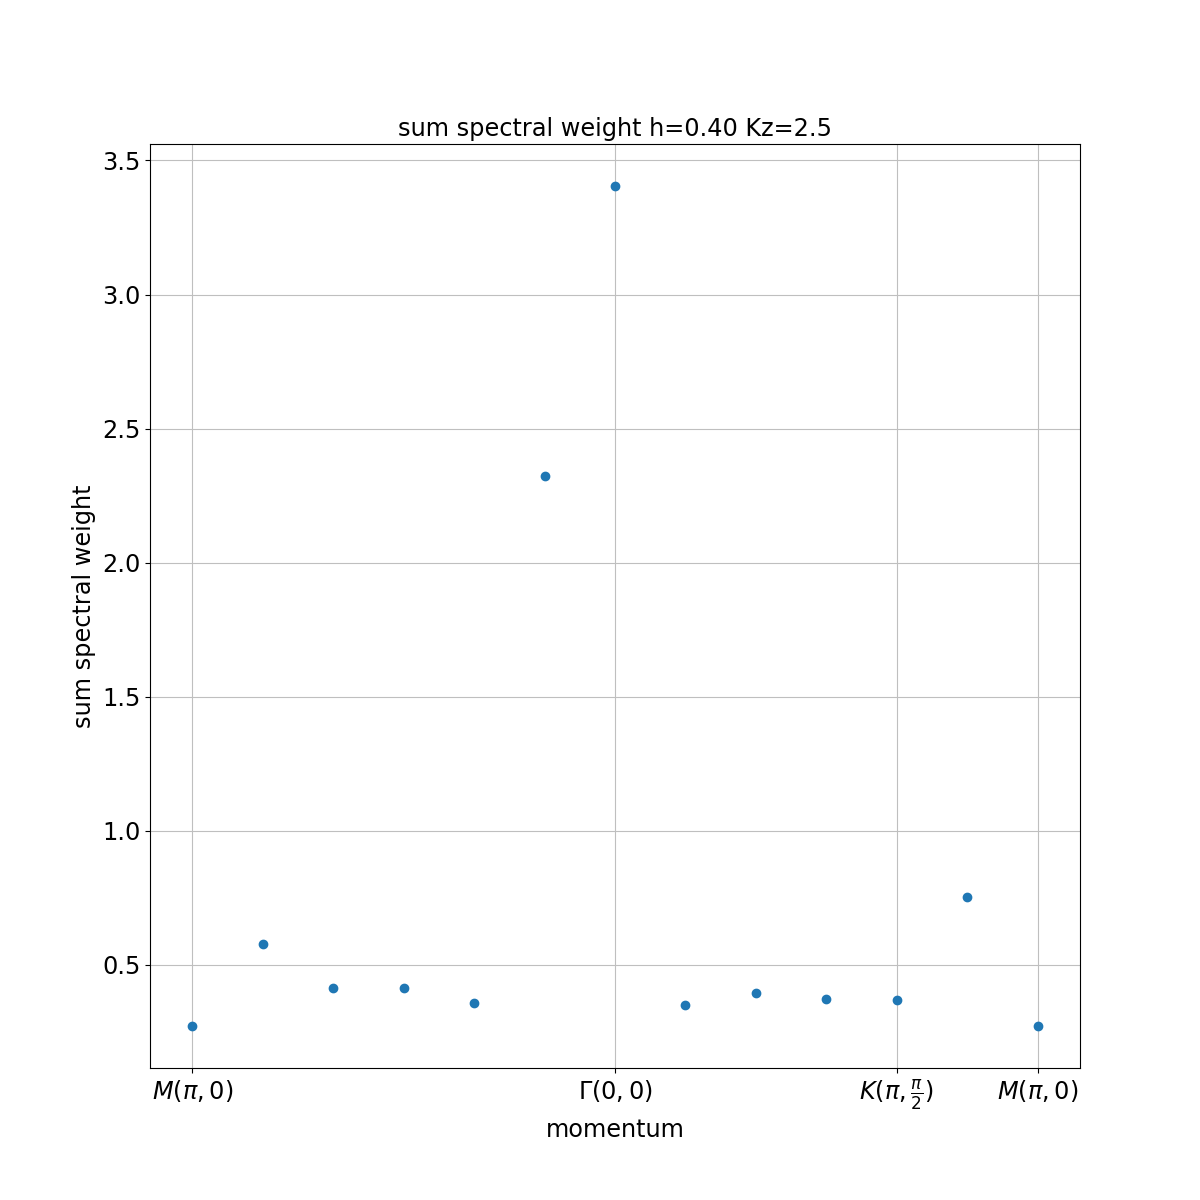 sum spectral weight h=0.40 Kz=2.5
3.5
3.0
2.5
2.0
1.5
1.0
0.5
sum spectral weight
M(π, 0)
Γ(0, 0)
K(π, π/2)
M(π, 0)
momentum